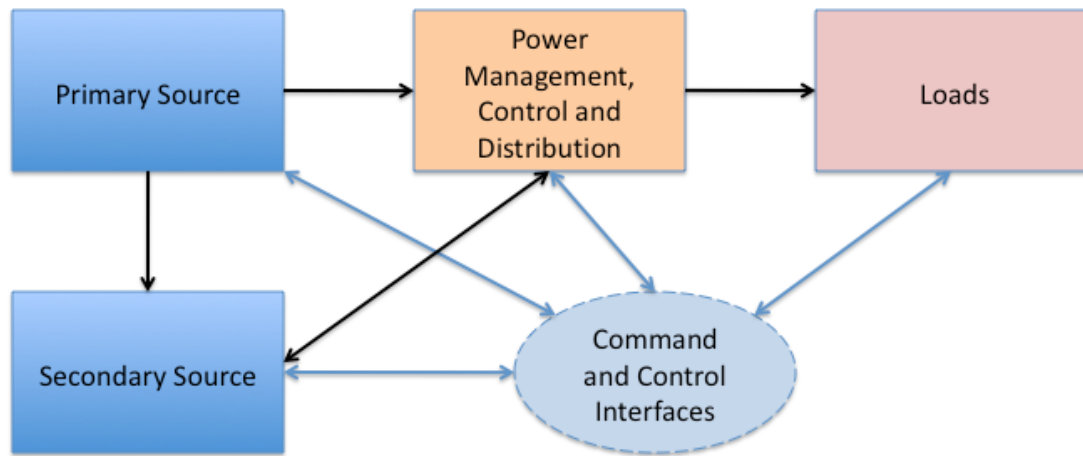 Primary Source
Power
Management,
Control and
Distribution
Loads
Secondary Source
Command
and Control
Interfaces